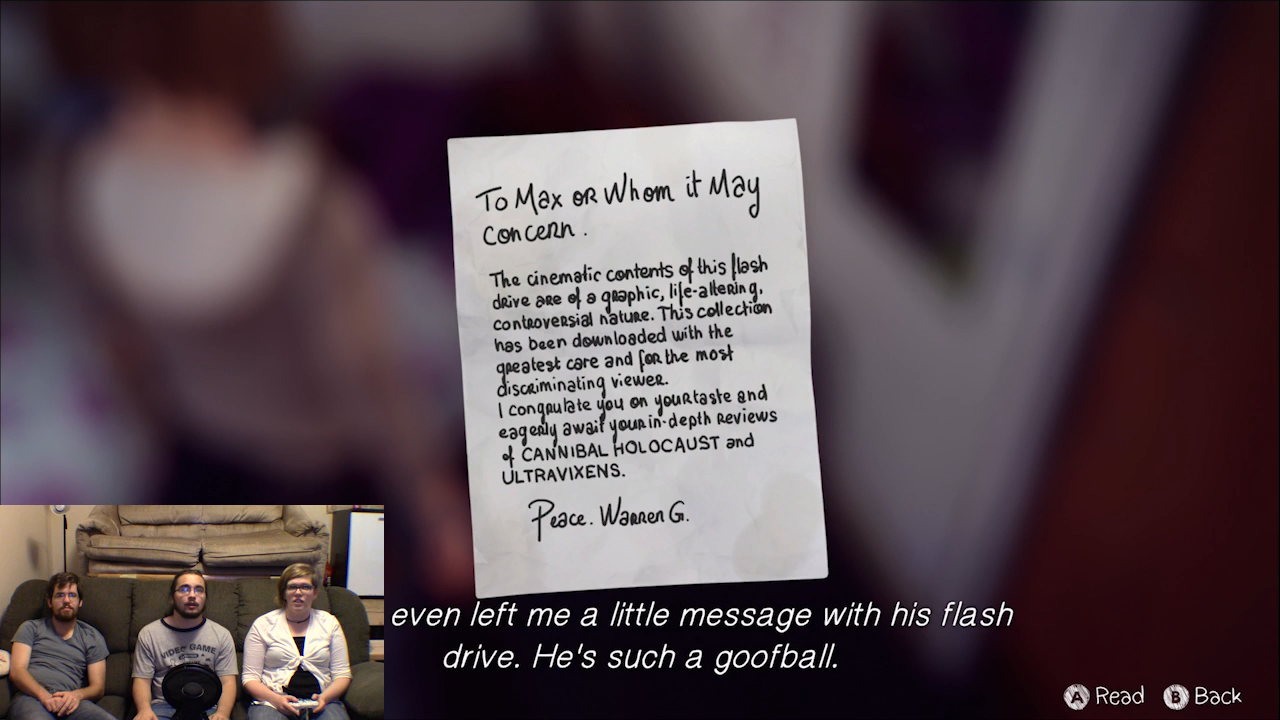 To Max or Whom it May
Concern.
The cinematic contents of this flash
drive are of a graphic, life-altering,
controversial nature. This collection
has been downloaded with the
greatest care and for the most
discriminating viewer.
I congrulate you on your taste and
eagerly await your in-depth reviews
of CANNIBAL HOLOCAUST and
ULTRAVIXENS.
Peace. Warren G.
even left me a little message with his flash
drive. He's such a goofball.
VIDEO GAME
A Read B Back